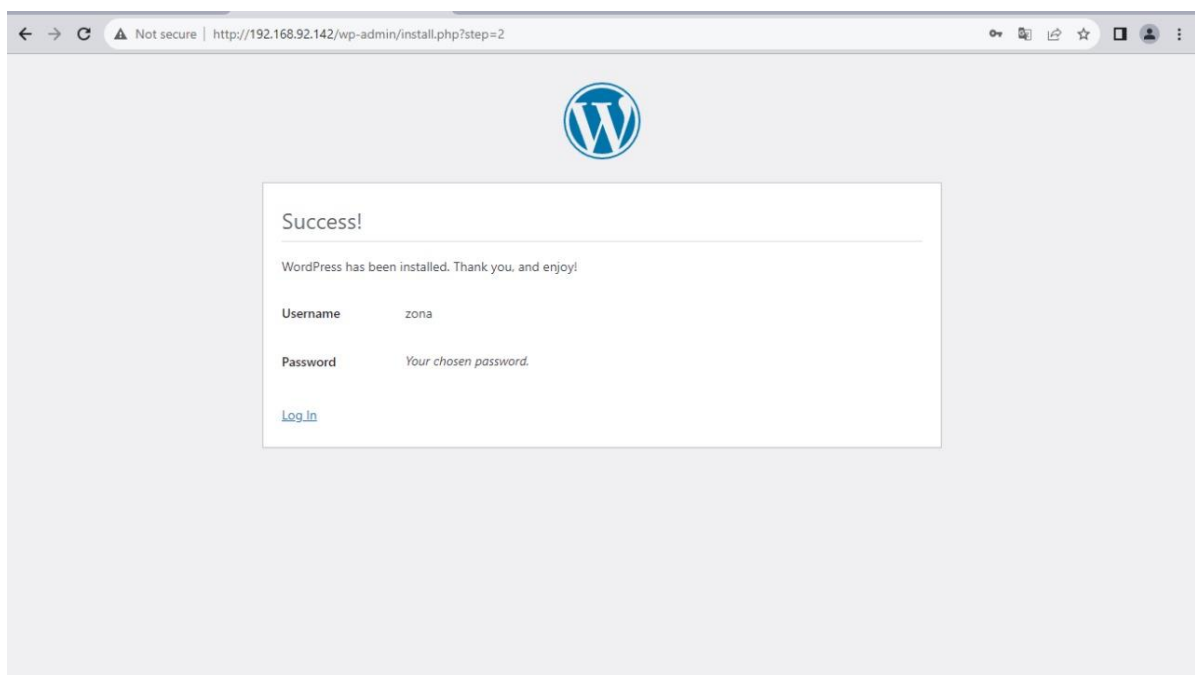 Not secure | http://192.168.92.142/wp-admin/install.php?step=2
Success!
WordPress has been installed. Thank you, and enjoy!
Username zona
Password Your chosen password.
Log In